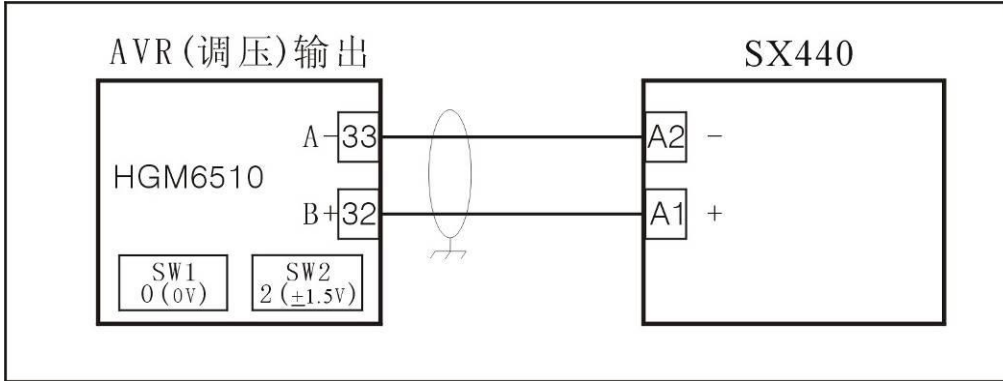 AVR(调压)输出
SX440
A-33
A2 -
HGM6510
B+32
A1 +
SW1
0(0V)
SW2
2(±1.5V)